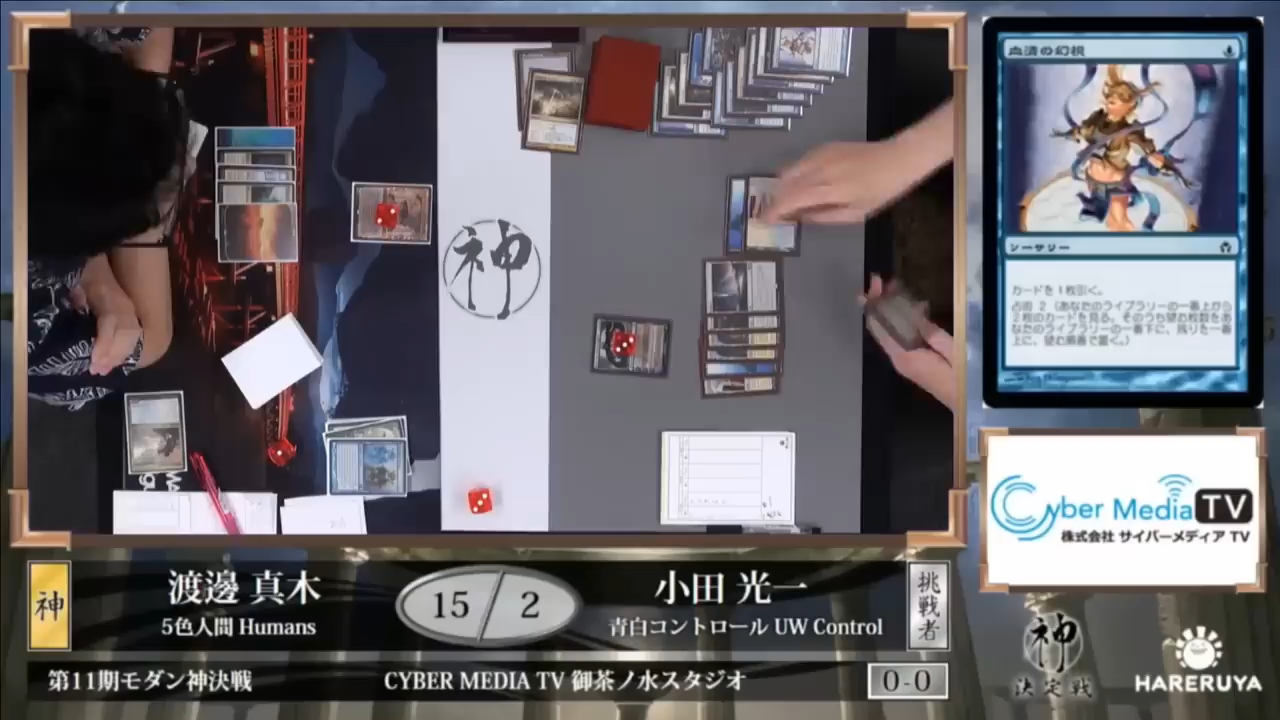 血清の幻視
ソーサリー
カードを1枚引く。
占術 2(あなたのライブラリーの一番上から
2枚のカードを見る。そのうち望む枚数をあ
なたのライブラリーの一番下に、残りを一番
上に、望む順番で置く。)
神
Cyber Media TV
株式会社 サイバーメディア TV
神
渡邊 真木
5色人間 Humans
15 / 2
小田 光一
青白コントロール UW Control
挑戦者
第11期モダン神決戦
CYBER MEDIA TV 御茶ノ水スタジオ
0-0
神
決定戦
HARERUYA